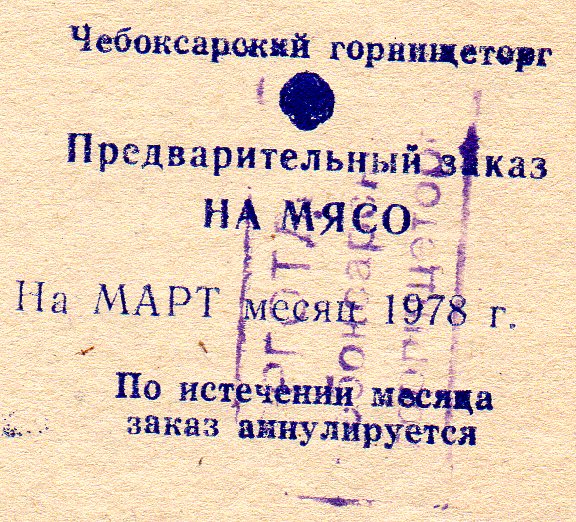 Чебоксарский горпищеторг
Предварительный заказ
НА МЯСО
На МАРТ месяц 1978 г.
По истечении месяца
заказ аннулируется